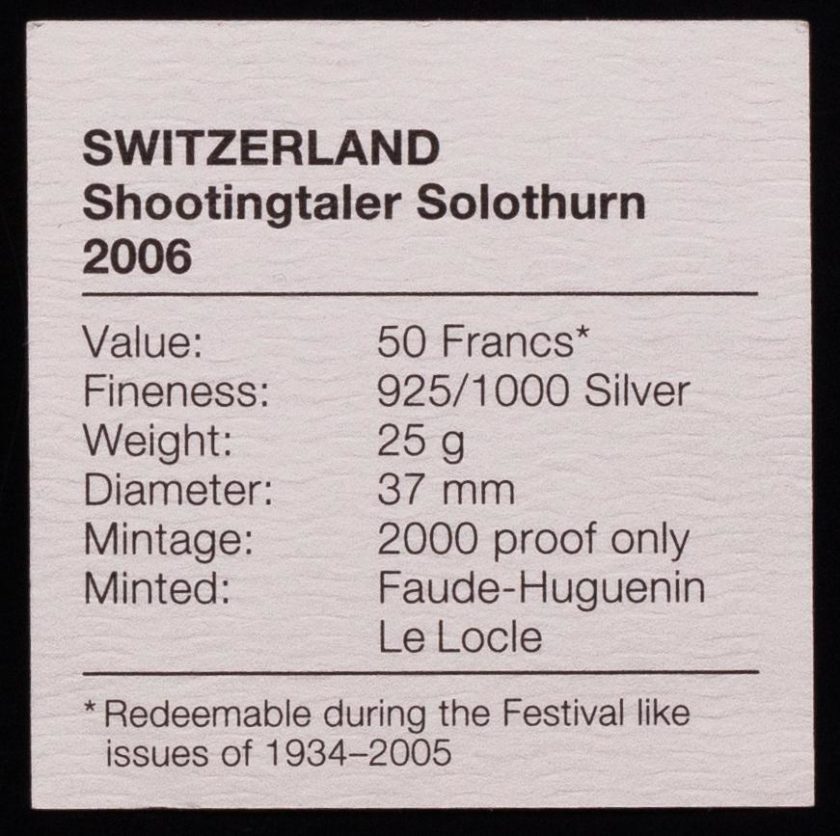 SWITZERLAND
Shootingtaler Solothurn
2006
Value: 50 Francs*
Fineness: 925/1000 Silver
Weight: 25 g
Diameter: 37 mm
Mintage: 2000 proof only
Minted: Faude-Huguenin
Le Locle
* Redeemable during the Festival like
issues of 1934–2005